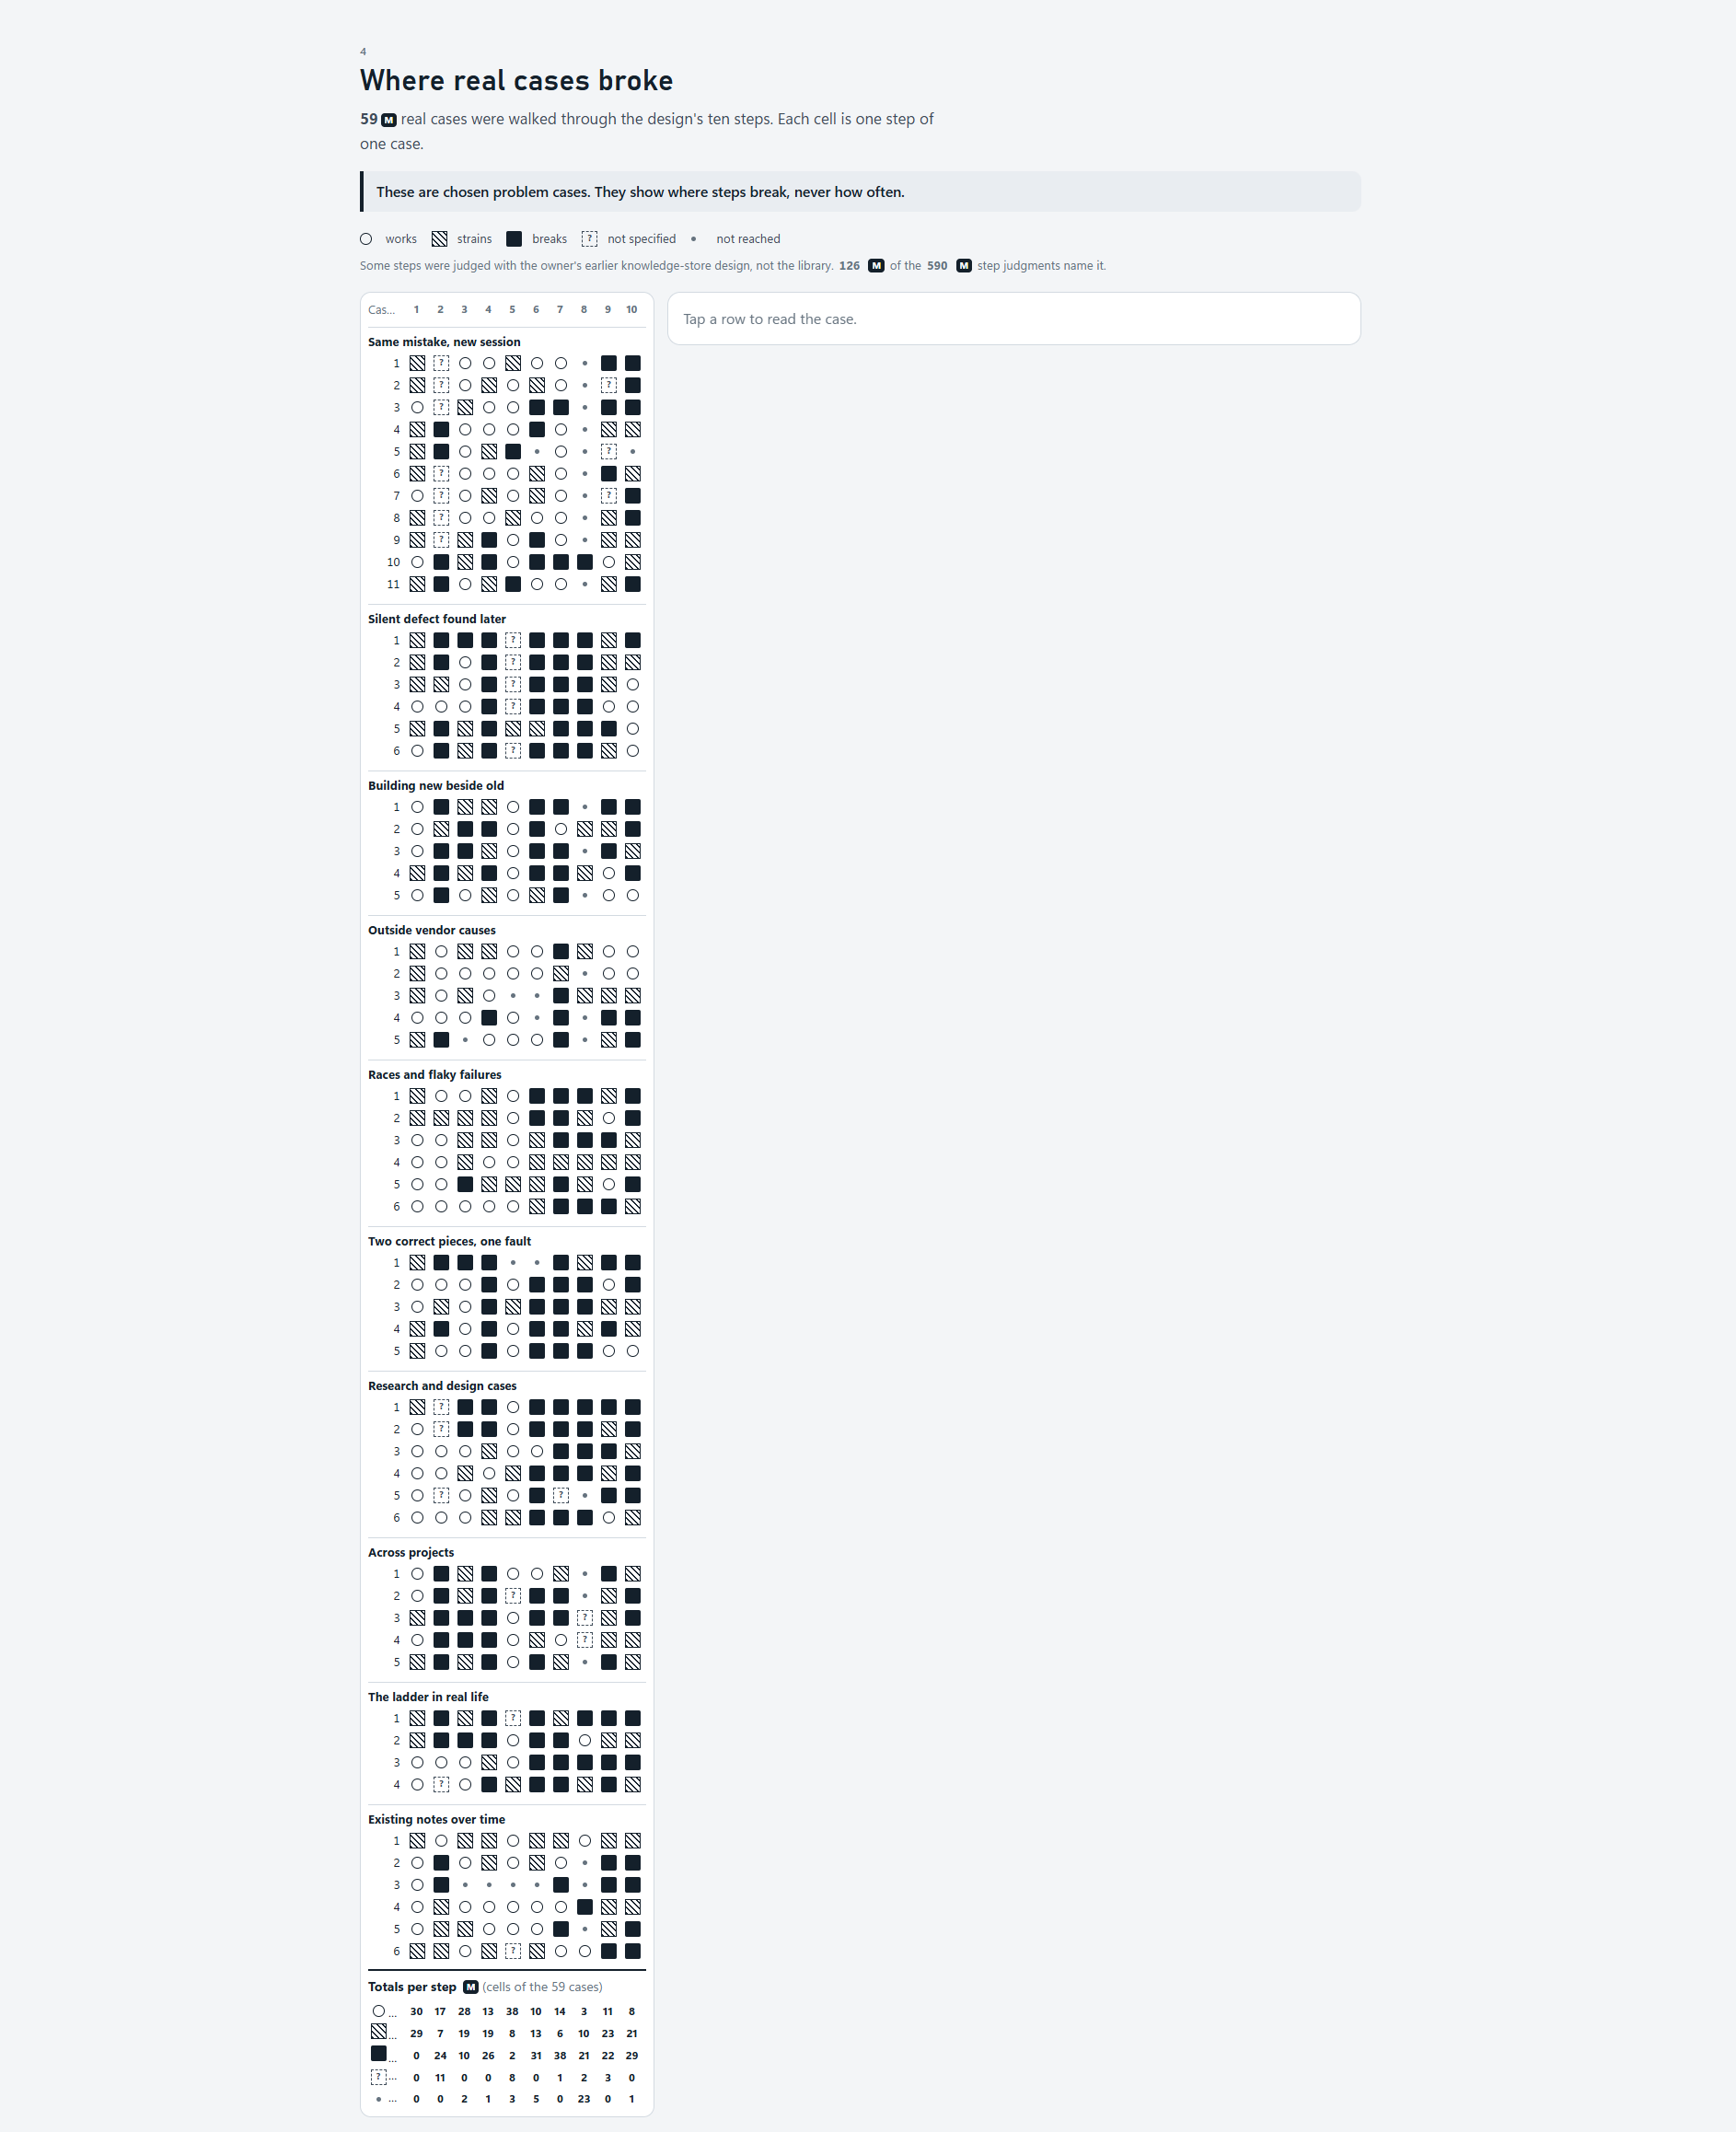 4
Where real cases broke
59 M real cases were walked through the design's ten steps. Each cell is one step of
one case.
These are chosen problem cases. They show where steps break, never how often.
works strains breaks ? not specified not reached
Some steps were judged with the owner's earlier knowledge-store design, not the library. 126 M of the 590 M step judgments name it.
Cas... 1 2 3 4 5 6 7 8 9 10
Tap a row to read the case.
Same mistake, new session
1 ?
2 ? ?
3 ?
4
5 ?
6 ?
7 ? ?
8 ?
9 ?
10
11
Silent defect found later
1 ?
2 ?
3 ?
4 ?
5
6 ?
Building new beside old
1
2
3
4
5
Outside vendor causes
1
2
3
4
5
Races and flaky failures
1
2
3
4
5
6
Two correct pieces, one fault
1
2
3
4
5
Research and design cases
1 ?
2 ?
3
4
5 ? ?
6
Across projects
1
2 ?
3 ?
4 ?
5
The ladder in real life
1 ?
2
3
4 ?
Existing notes over time
1
2
3
4
5
6 ?
Totals per step M (cells of the 59 cases)
... 30 17 28 13 38 10 14 3 11 8
... 29 7 19 19 8 13 6 10 23 21
... 0 24 10 26 2 31 38 21 22 29
? ... 0 11 0 0 8 0 1 2 3 0
... 0 0 2 1 3 5 0 23 0 1